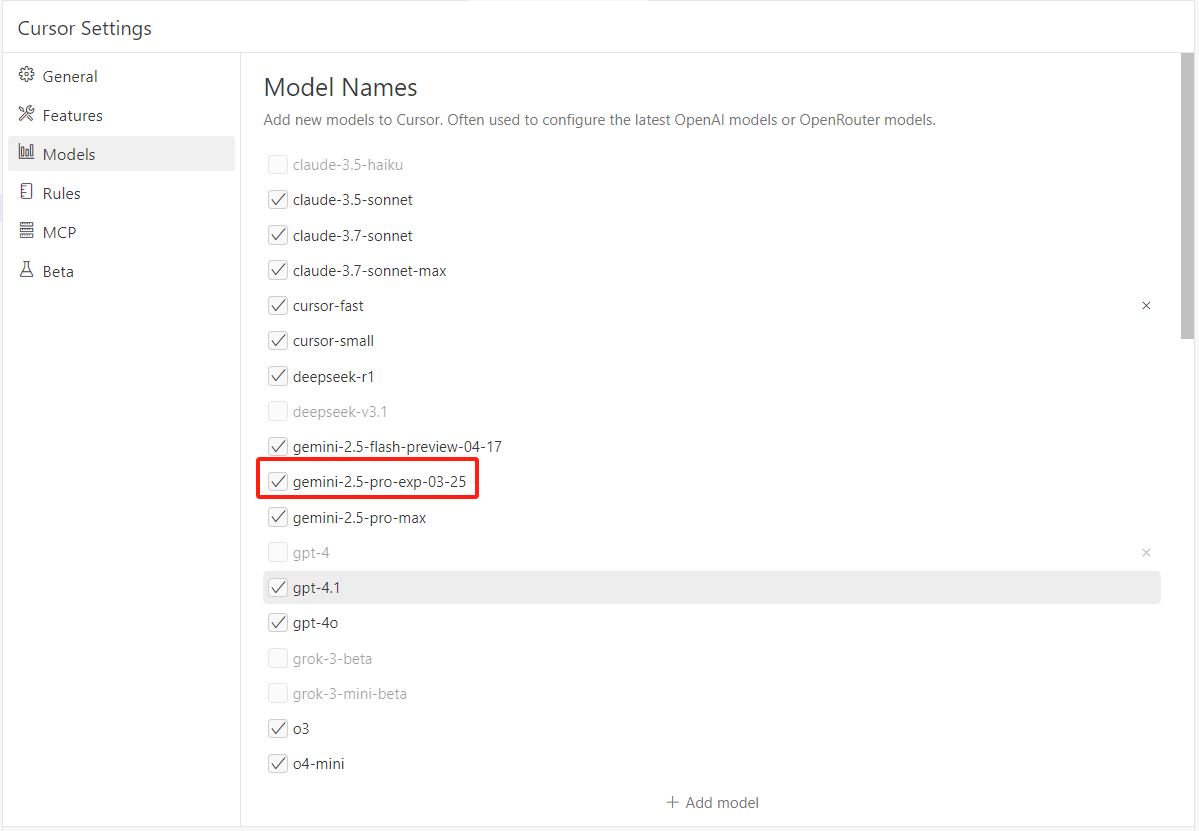 Cursor Settings
General
Features
Models
Rules
MCP
Beta
Model Names
Add new models to Cursor. Often used to configure the latest OpenAI models or OpenRouter models.
claude-3.5-haiku
claude-3.5-sonnet
claude-3.7-sonnet
claude-3.7-sonnet-max
cursor-fast
cursor-small
deepseek-r1
deepseek-v3.1
gemini-2.5-flash-preview-04-17
gemini-2.5-pro-exp-03-25
gemini-2.5-pro-max
gpt-4
gpt-4.1
gpt-4o
grok-3-beta
grok-3-mini-beta
o3
o4-mini
+ Add model